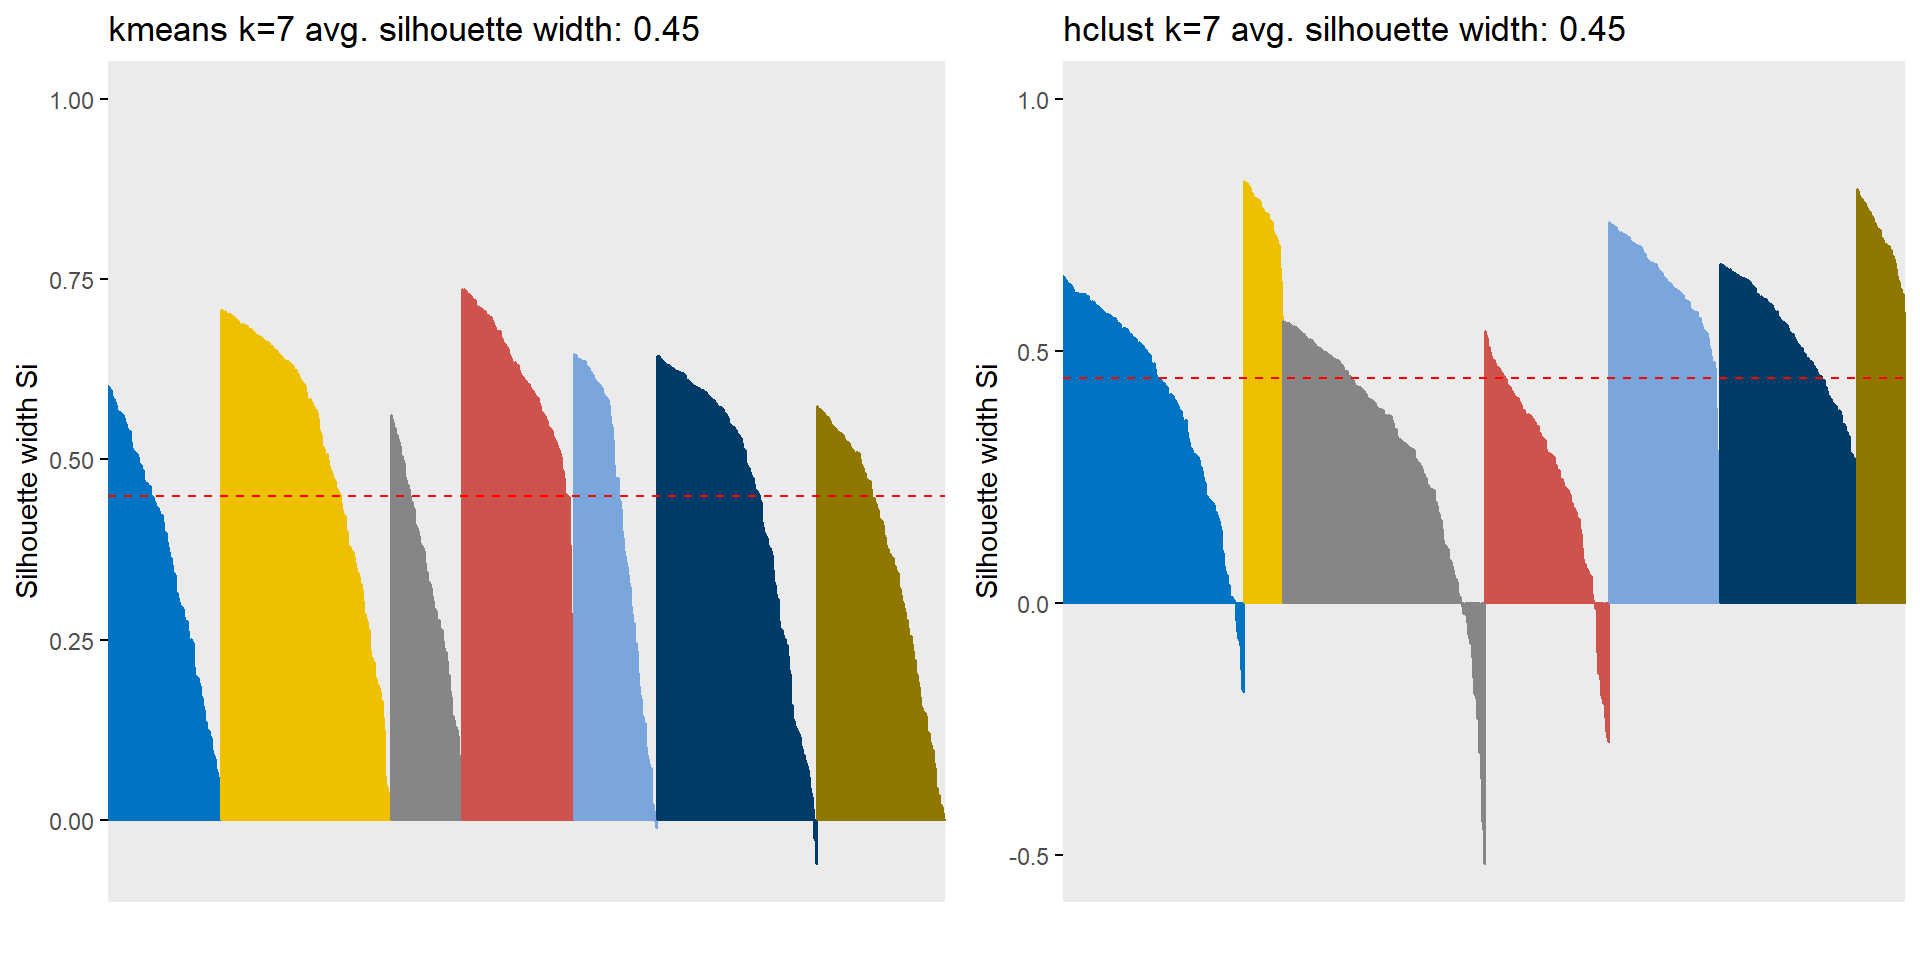 kmeans k=7 avg. silhouette width: 0.45
1.00
0.75
0.50
0.25
0.00
Silhouette width Si
hclust k=7 avg. silhouette width: 0.45
1.0
0.5
0.0
-0.5
Silhouette width Si